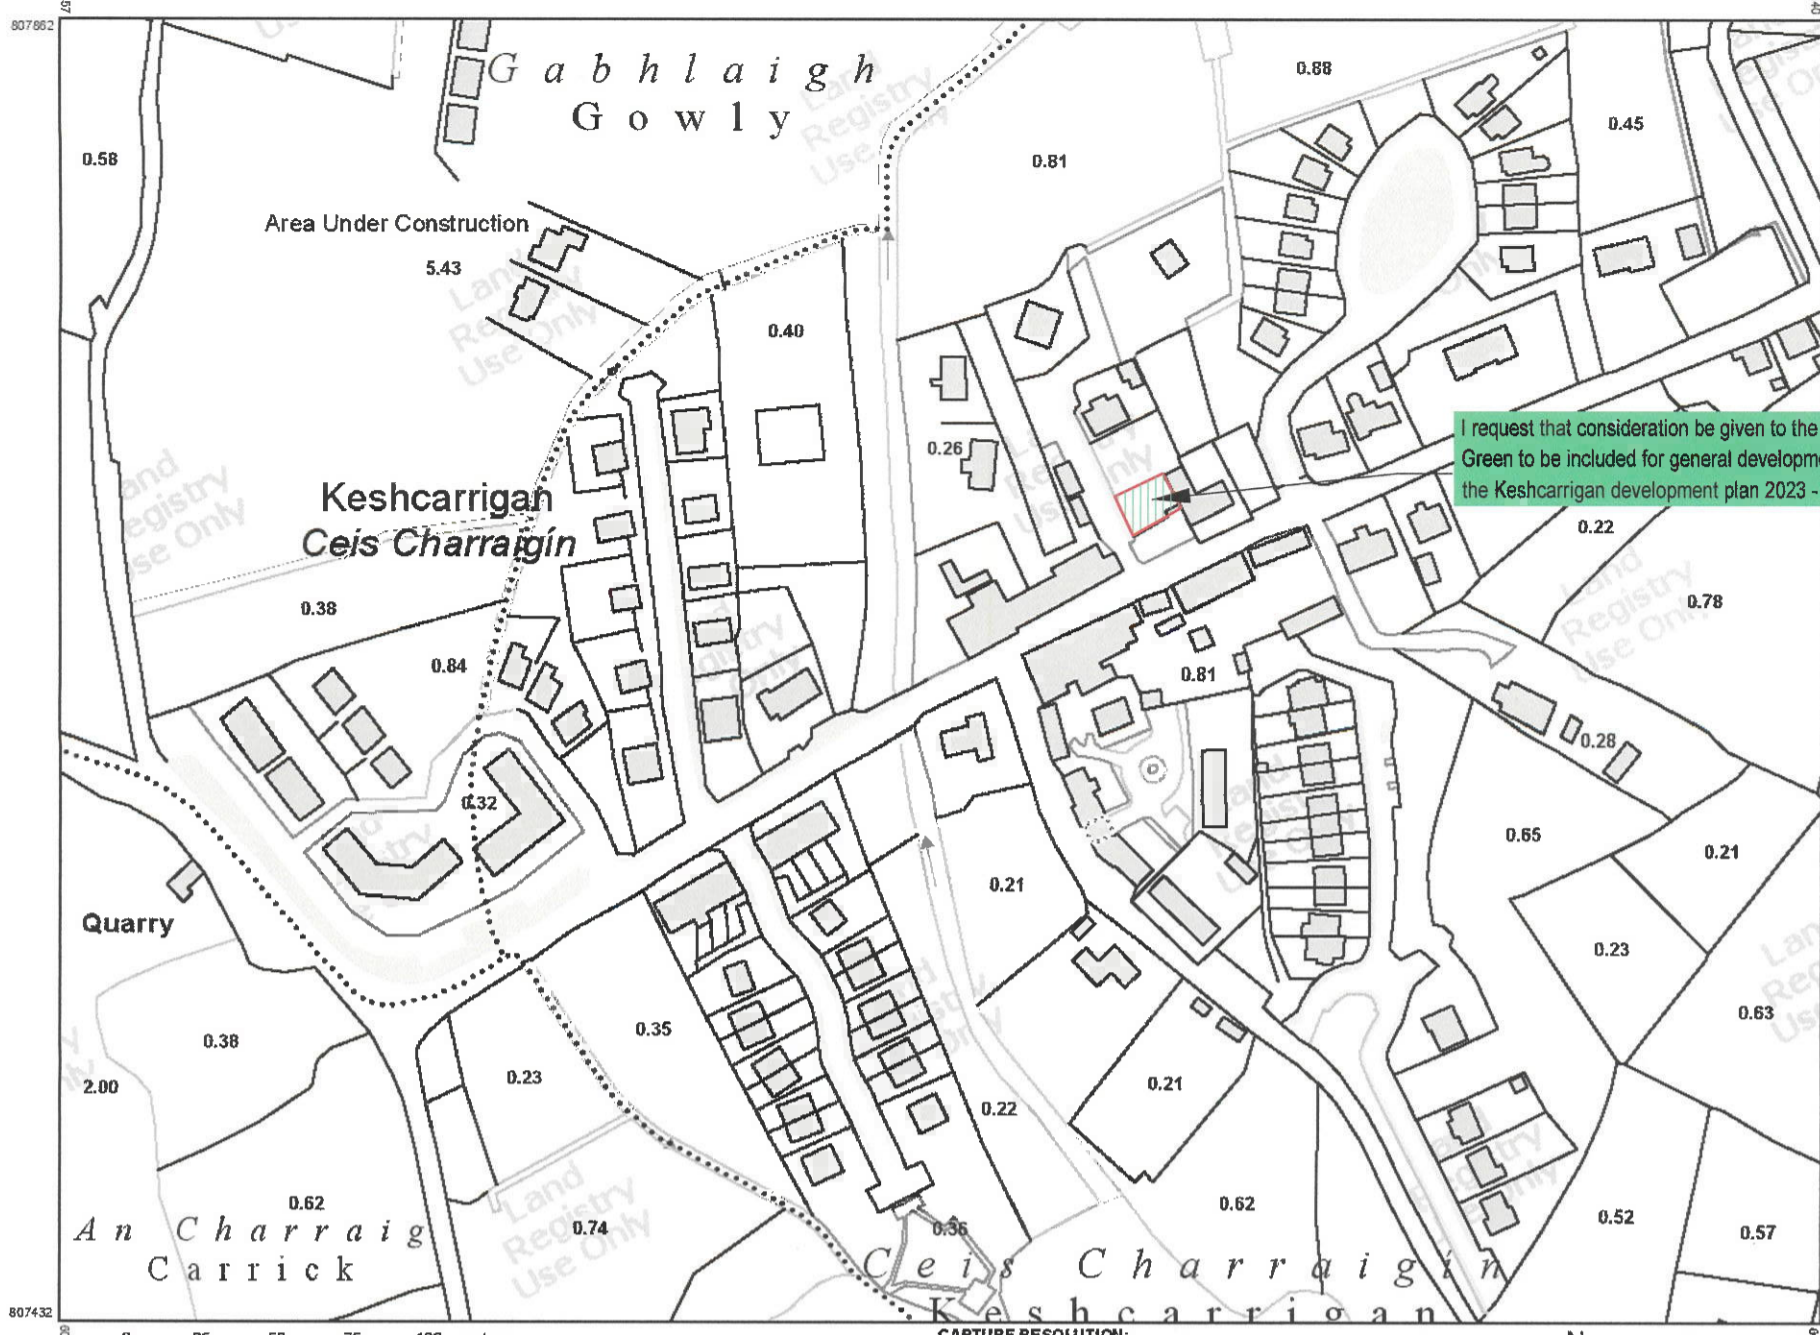 807862
Gabhlaigh
Gowly
0.88
0.45
0.58
0.81
Area Under Construction
5.43
0.40
0.26
I request that consideration be given to the
Green to be included for general
the Keshcarrigan development plan 2023 -
Keshcarrigan
Ceis Charraigín
0.22
0.38
0.78
0.84
0.81
0.28
0.32
0.65
0.21
0.21
Quarry
0.23
0.35
0.38
0.63
2.00
0.23
0.21
0.22
0.62
0.62
0.52
0.57
0.74
0.36
An Charraig
Carrick
Ceis Charraigín
Keshcarrigan
807432
CAPTURE RESOLUTION:
Land
Registry
Use Only